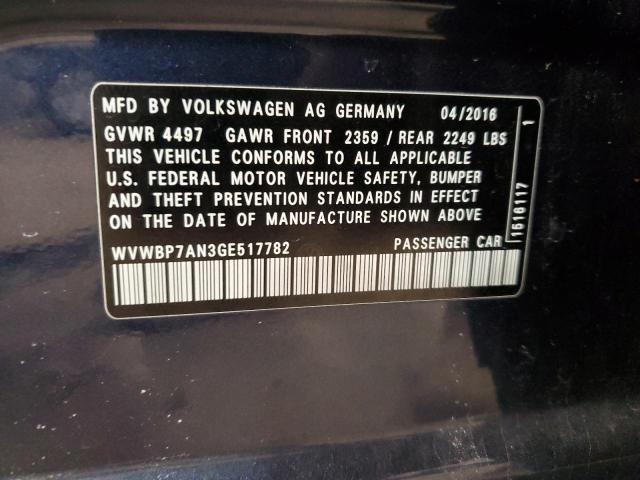 MFD BY VOLKSWAGEN AG GERMANY 04/2016
GVWR 4497 GAWR FRONT 2359 / REAR 2249 LBS
THIS VEHICLE CONFORMS TO ALL APPLICABLE
U.S. FEDERAL MOTOR VEHICLE SAFETY, BUMPER
AND THEFT PREVENTION STANDARDS IN EFFECT
ON THE DATE OF MANUFACTURE SHOWN ABOVE
WVWBP7AN3GE517782 PASSENGER CAR
1516117 1